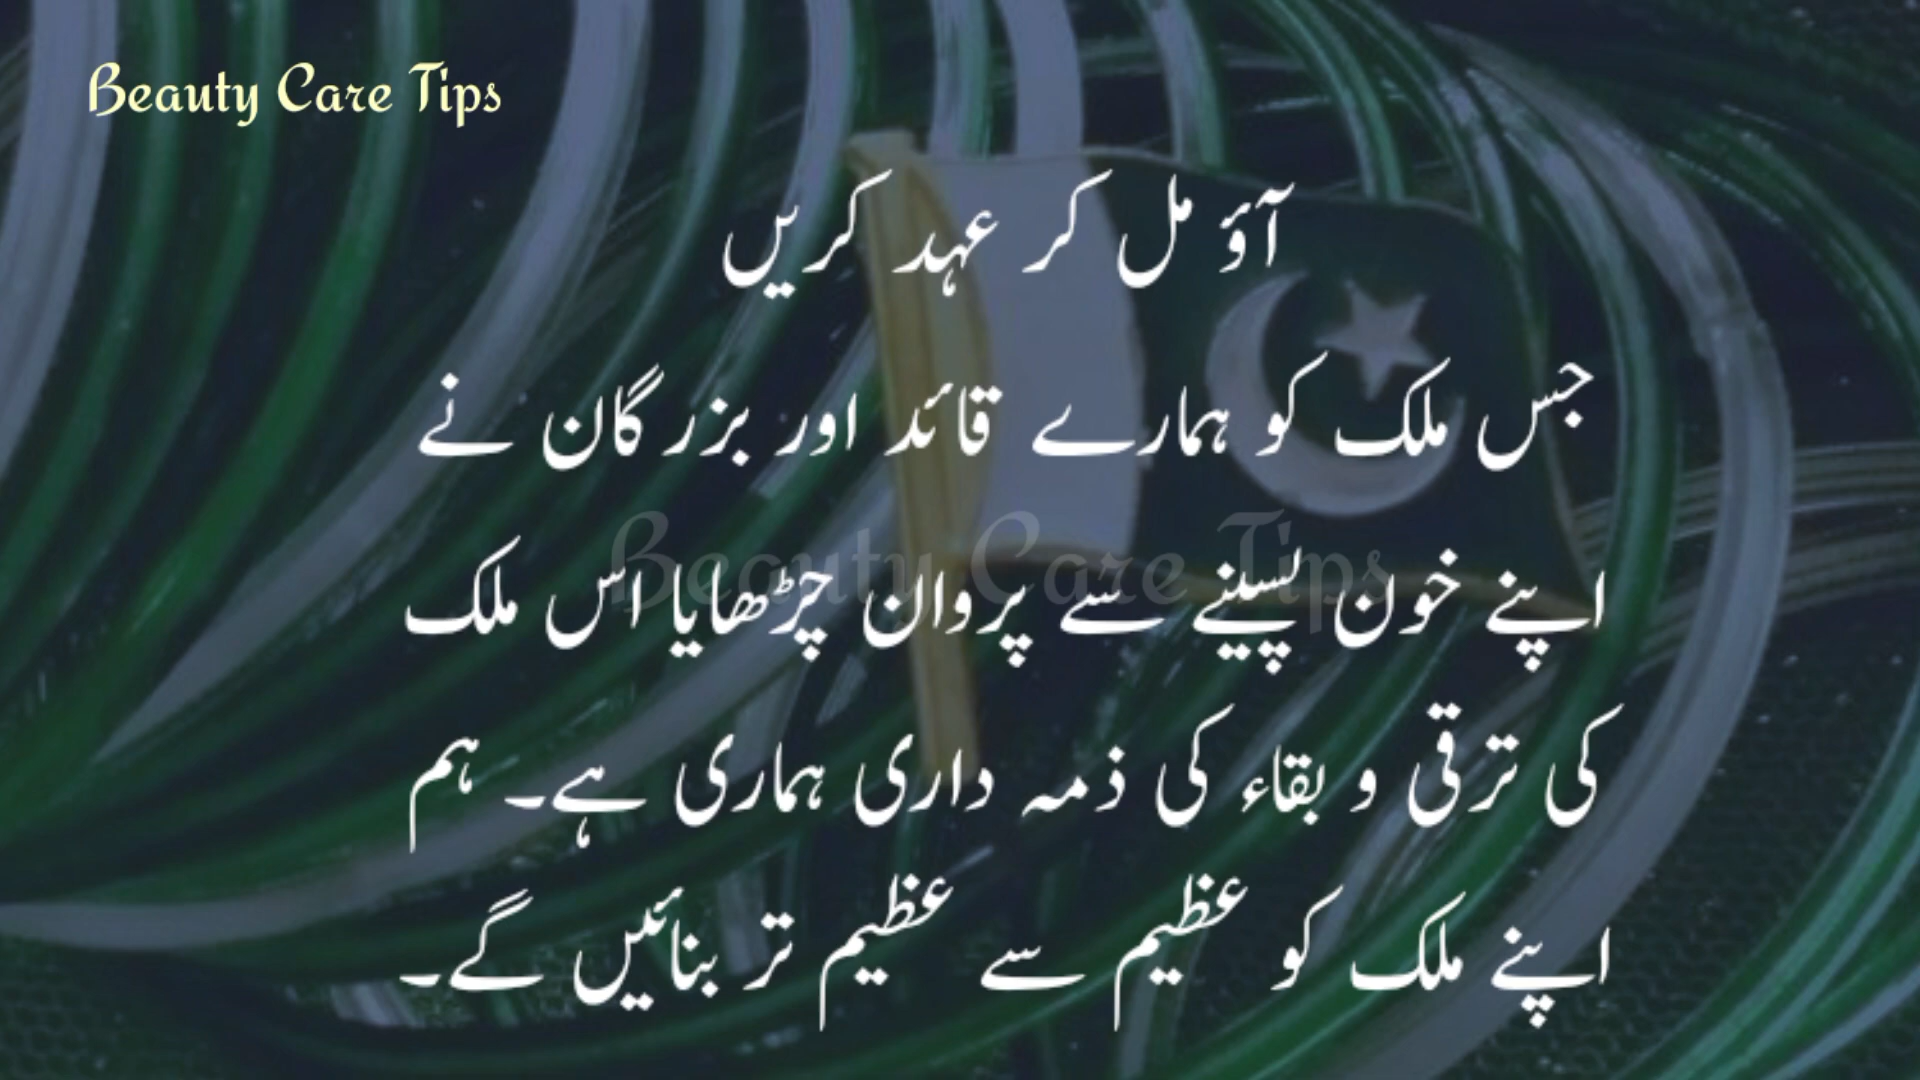 Beauty Care Tips
آؤ مل کر عہد کریں
جس ملک کو ہمارے قائد اور بزرگان نے
اپنے خون پسینے سے پروان چڑھایا اس ملک
Beauty Care Tips
کی ترقی و بقاء کی ذمہ داری ہماری ہے۔ ہم
اپنے ملک کو عظیم سے عظیم تر بنائیں گے۔